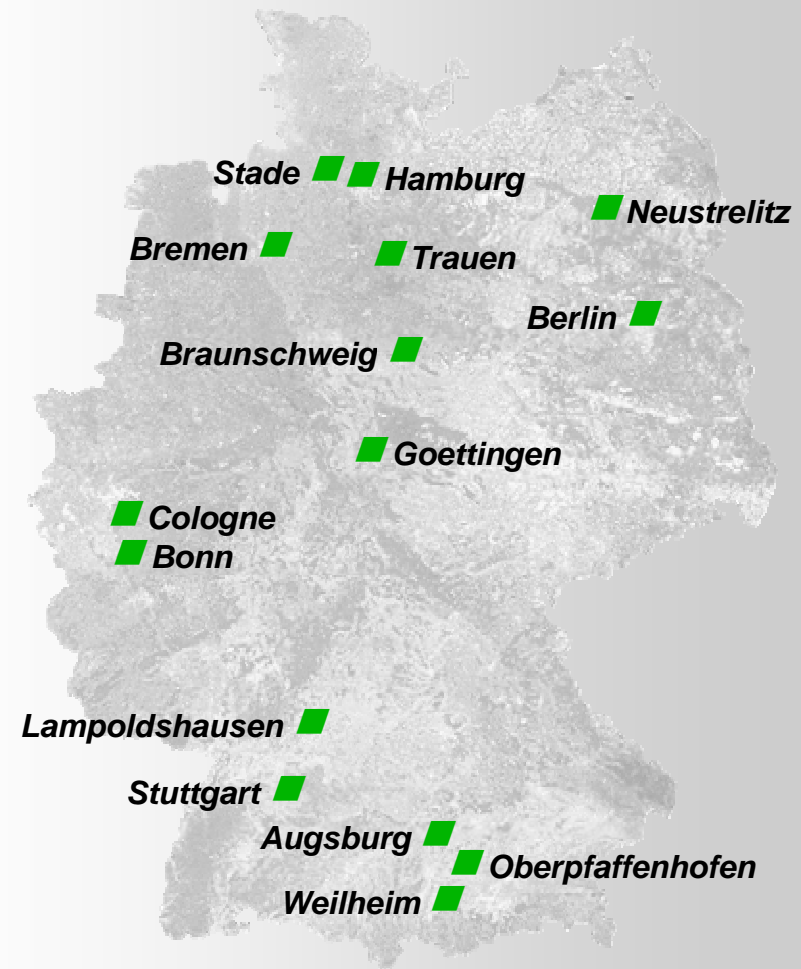 Stade
Hamburg
Neustrelitz
Bremen
Trauen
Berlin
Braunschweig
Goettingen
Cologne
Bonn
Lampoldshausen
Stuttgart
Augsburg
Oberpfaffenhofen
Weilheim